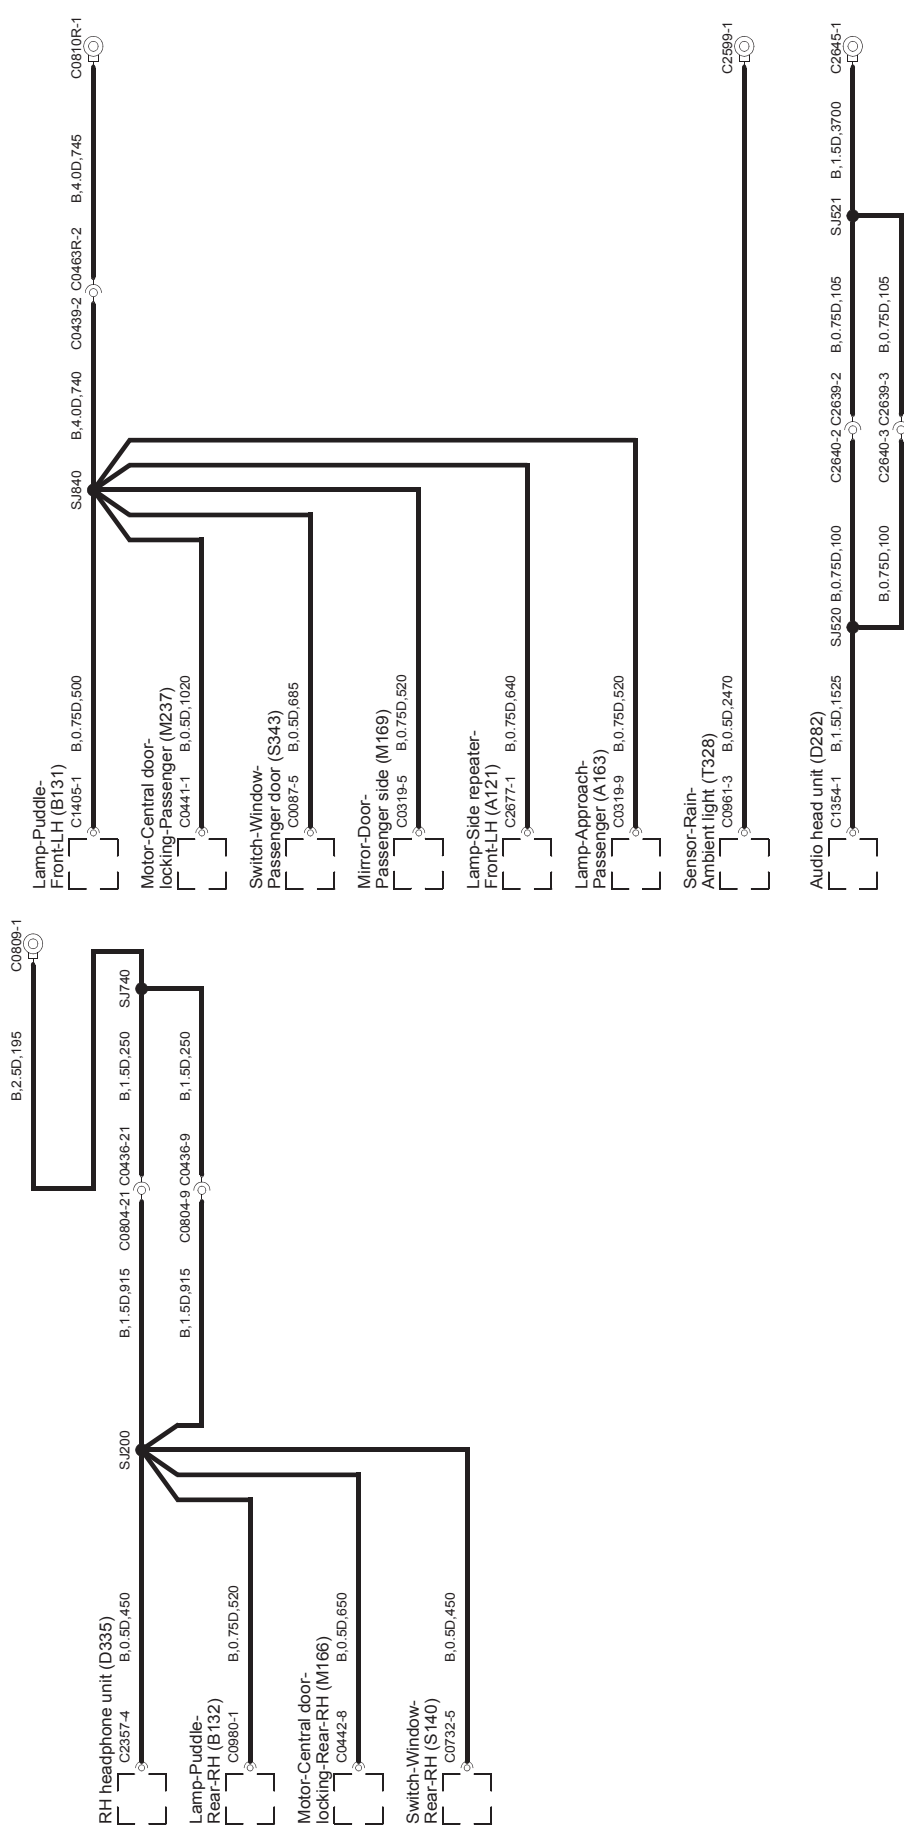 C0810R-1
B,4.0D,745
C0439-2 C0463R-2
B,4.0D,740
SJ840
Lamp-Puddle-
Front-LH (B131)
C1405-1 B,0.75D,500
Motor-Central door-
locking-Passenger (M237)
C0441-1 B,0.5D,1020
Switch-Window-
Passenger door (S343)
C0087-5 B,0.5D,685
Mirror-Door-
Passenger side (M169)
C0319-5 B,0.75D,520
Lamp-Side repeater-
Front-LH (A121)
C2677-1 B,0.75D,640
Lamp-Approach-
Passenger (A163)
C0319-9 B,0.75D,520
Sensor-Rain-
Ambient light (T328)
C0961-3 B,0.5D,2470
C2599-1
Audio head unit (D282)
C1354-1 B,1.5D,1525
SJ520 B,0.75D,100
C2640-2 C2639-2
B,0.75D,105
SJ521
B,1.5D,3700
C2645-1
B,0.75D,100
C2640-3 C2639-3
B,0.75D,105
C0809-1
B,2.5D,195
SJ740
B,1.5D,250
C0804-21 C0436-21
B,1.5D,915
B,1.5D,250
C0804-9 C0436-9
B,1.5D,915
SJ200
RH headphone unit (D335)
C2357-4 B,0.5D,450
Lamp-Puddle-
Rear-RH (B132)
C0980-1 B,0.75D,520
Motor-Central door-
locking-Rear-RH (M166)
C0442-8 B,0.5D,650
Switch-Window-
Rear-RH (S140)
C0732-5 B,0.5D,450